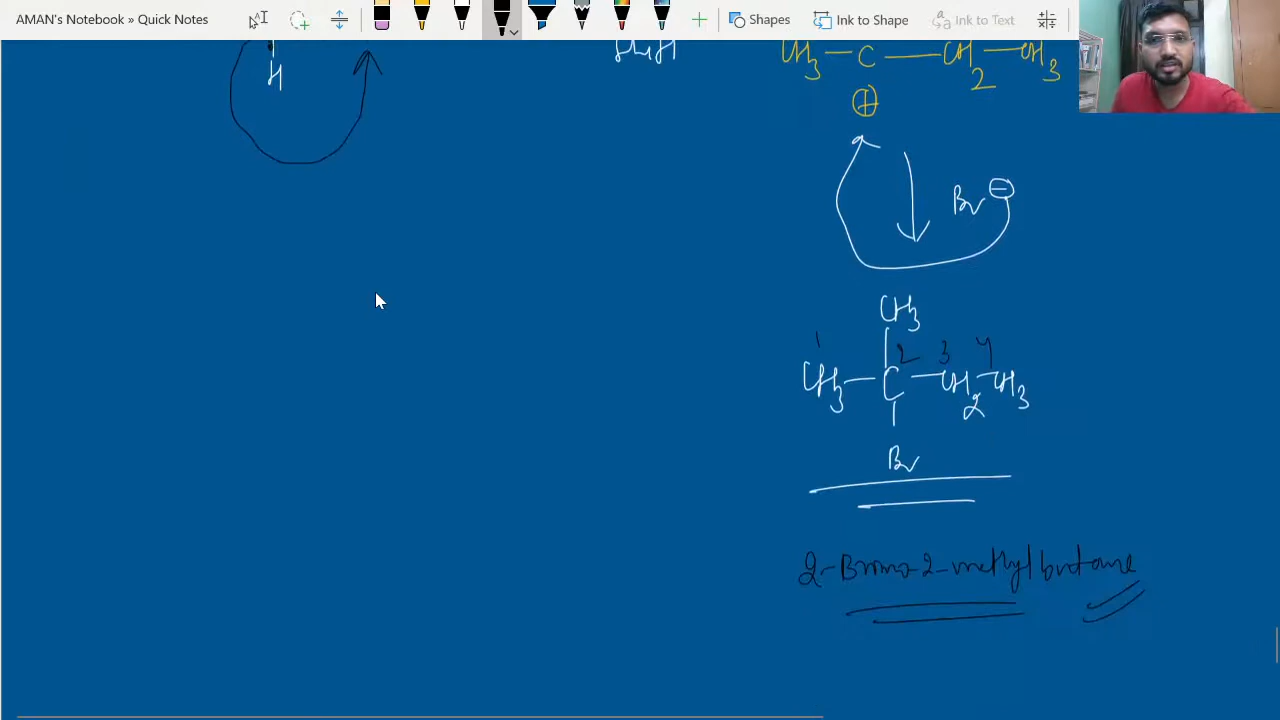 AMAN's Notebook » Quick Notes
Shapes
Ink to Shape
Ink to Text
H
Shift
CH3 — C — CH2 — CH3
⊕
Br ⊖
CH3
1 2 3 4
CH3 — C — CH2 — CH3
Br
2-Bromo-2-methylbutane